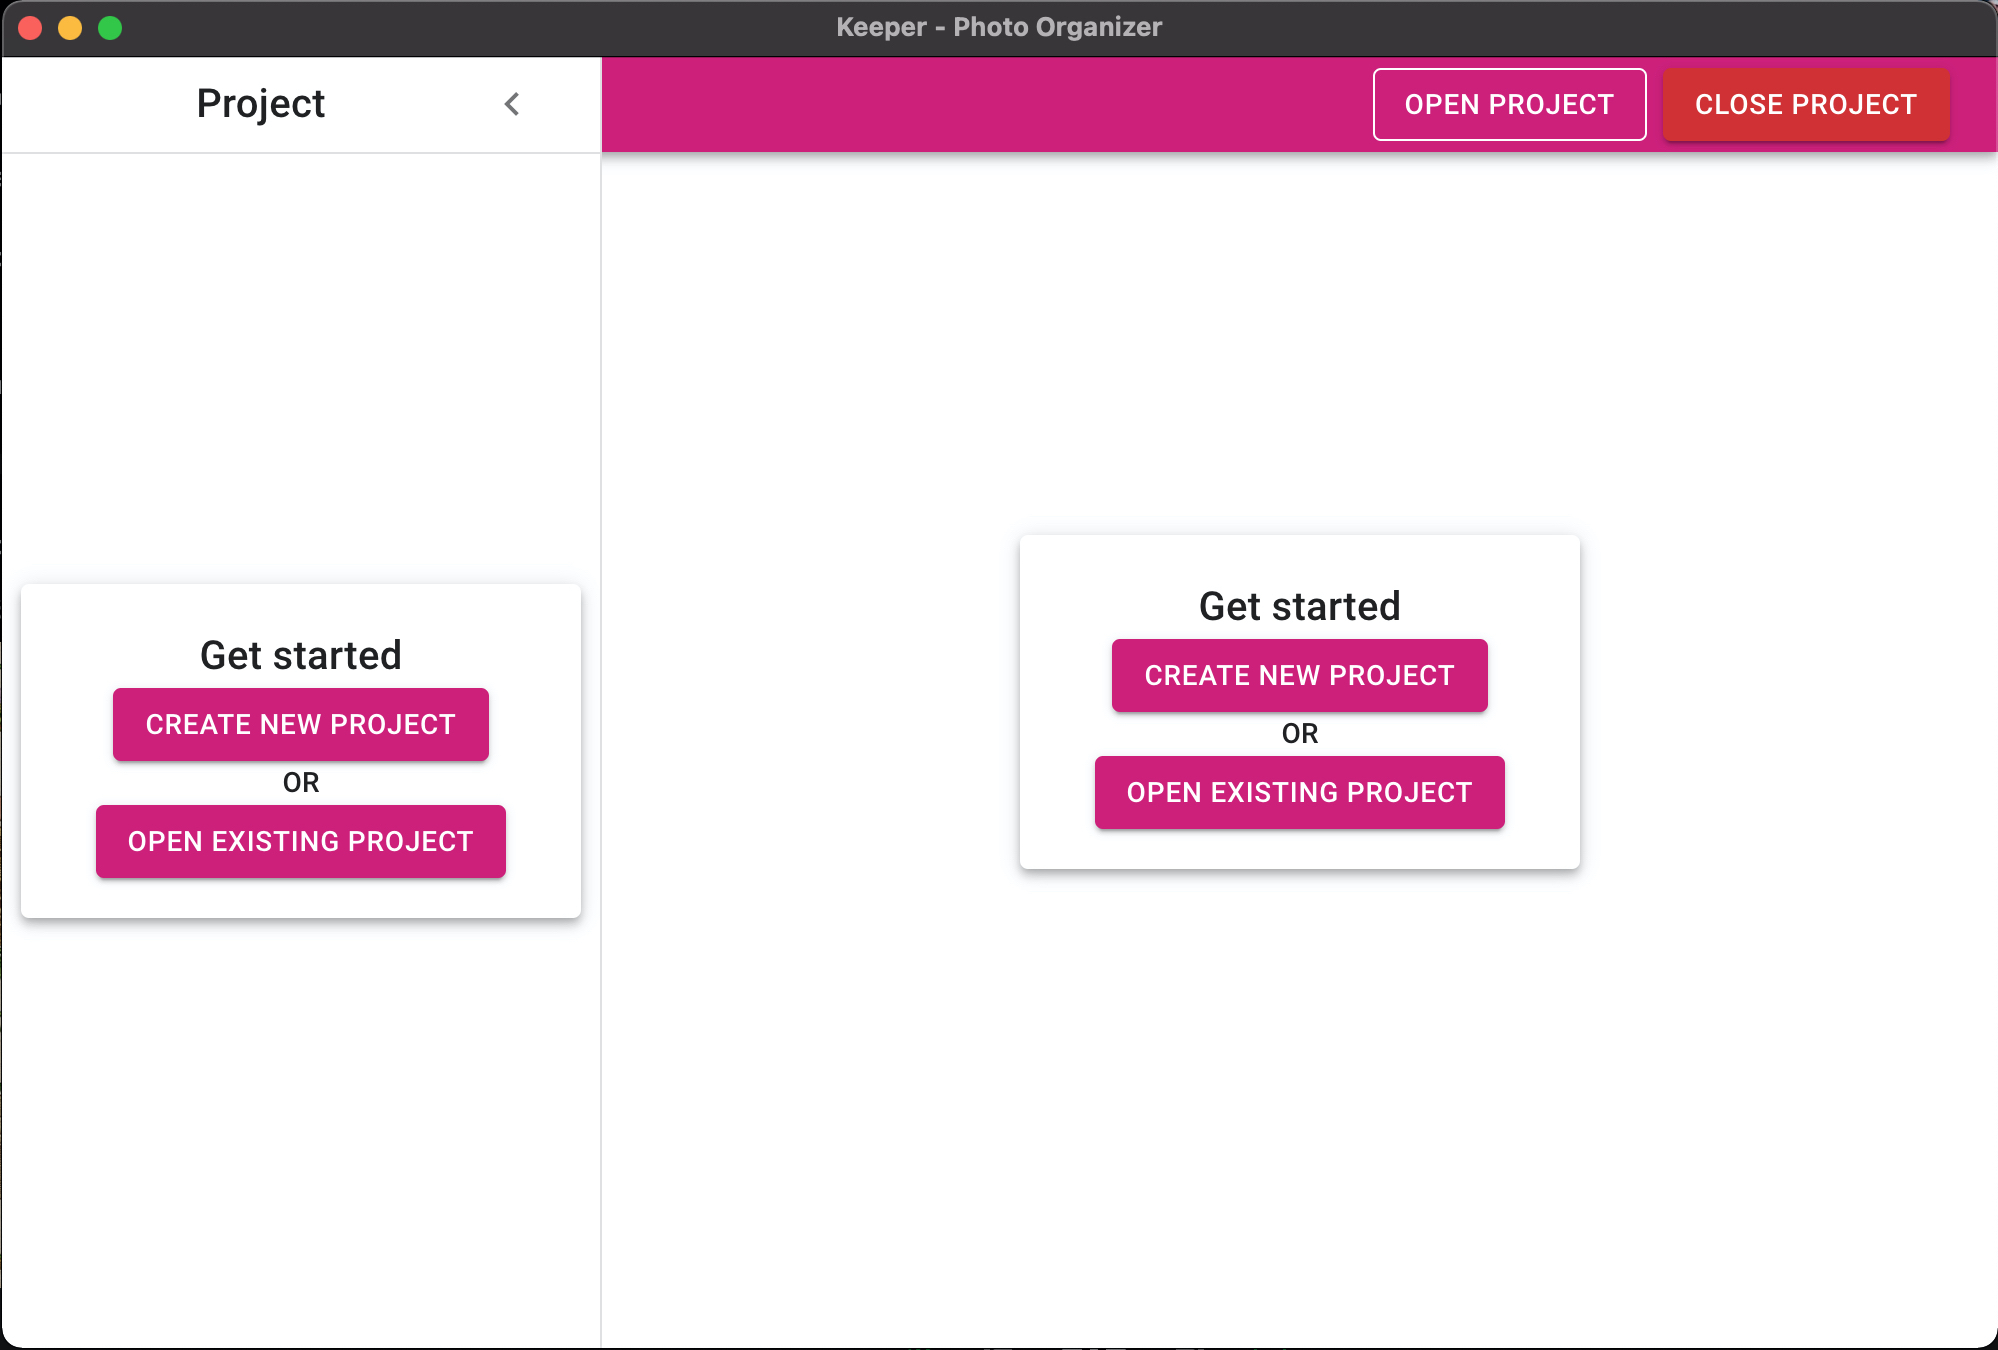 Keeper - Photo Organizer
Project
OPEN PROJECT
CLOSE PROJECT
Get started
CREATE NEW PROJECT
OR
OPEN EXISTING PROJECT
Get started
CREATE NEW PROJECT
OR
OPEN EXISTING PROJECT